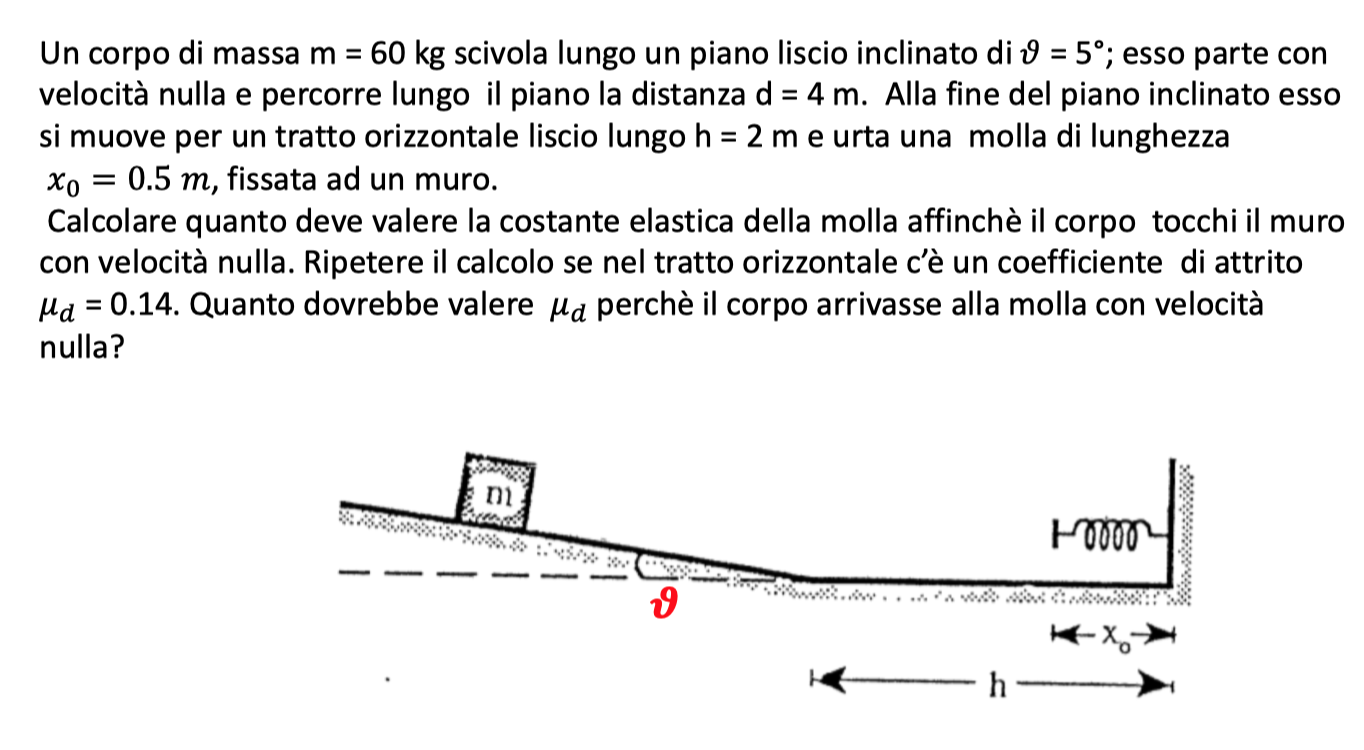 Un corpo di massa m = 60 kg scivola lungo un piano liscio inclinato di 𝜗 = 5°; esso parte con
velocità nulla e percorre lungo il piano la distanza d = 4 m. Alla fine del piano inclinato esso
si muove per un tratto orizzontale liscio lungo h = 2 m e urta una molla di lunghezza
𝑥₀ = 0.5 𝑚, fissata ad un muro.
Calcolare quanto deve valere la costante elastica della molla affinchè il corpo tocchi il muro
con velocità nulla. Ripetere il calcolo se nel tratto orizzontale c'è un coefficiente di attrito
𝜇𝑑 = 0.14. Quanto dovrebbe valere 𝜇𝑑 perchè il corpo arrivasse alla molla con velocità
nulla?
m
𝜗
x₀
h